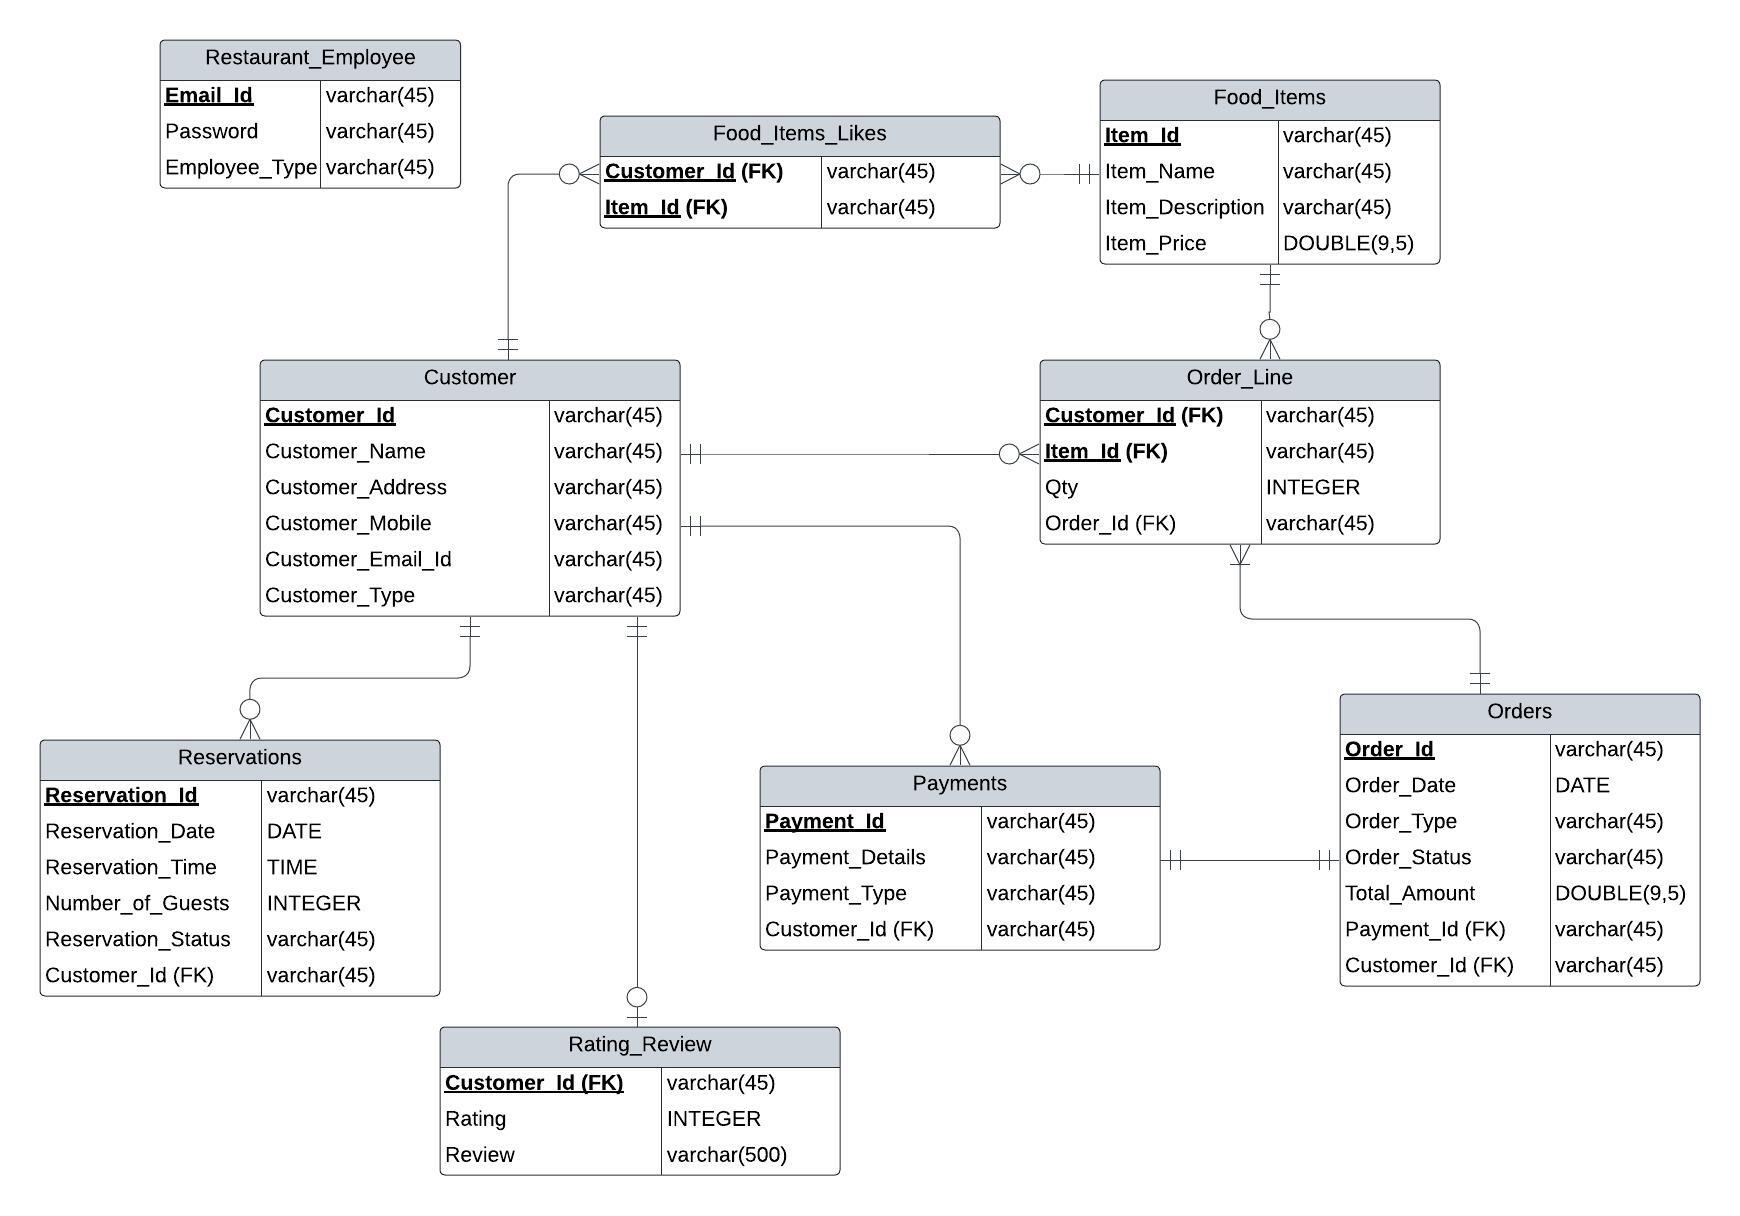 Restaurant_Employee
Email_Id varchar(45)
Password varchar(45)
Employee_Type varchar(45)
Food_Items_Likes
Customer_Id (FK) varchar(45)
Item_Id (FK) varchar(45)
Food_Items
Item_Id varchar(45)
Item_Name varchar(45)
Item_Description varchar(45)
Item_Price DOUBLE(9,5)
Customer
Customer_Id varchar(45)
Customer_Name varchar(45)
Customer_Address varchar(45)
Customer_Mobile varchar(45)
Customer_Email_Id varchar(45)
Customer_Type varchar(45)
Order_Line
Customer_Id (FK) varchar(45)
Item_Id (FK) varchar(45)
Qty INTEGER
Order_Id (FK) varchar(45)
Reservations
Reservation_Id varchar(45)
Reservation_Date DATE
Reservation_Time TIME
Number_of_Guests INTEGER
Reservation_Status varchar(45)
Customer_Id (FK) varchar(45)
Payments
Payment_Id varchar(45)
Payment_Details varchar(45)
Payment_Type varchar(45)
Customer_Id (FK) varchar(45)
Orders
Order_Id varchar(45)
Order_Date DATE
Order_Type varchar(45)
Order_Status varchar(45)
Total_Amount DOUBLE(9,5)
Payment_Id (FK) varchar(45)
Customer_Id (FK) varchar(45)
Rating_Review
Customer_Id (FK) varchar(45)
Rating INTEGER
Review varchar(500)